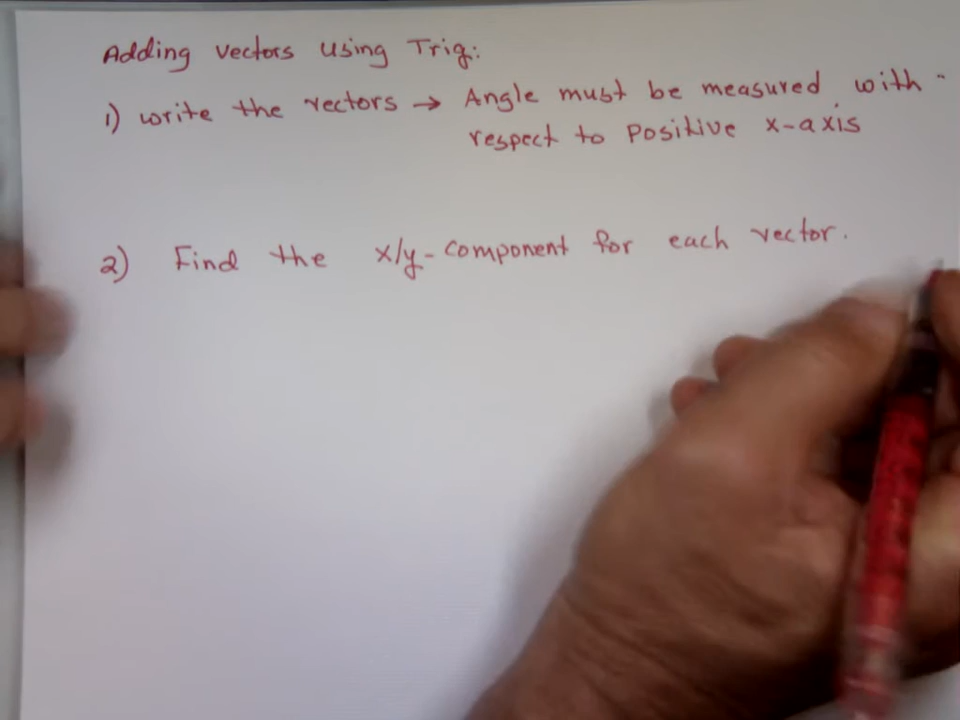 Adding vectors using Trig:
1) write the vectors → Angle must be measured with
respect to positive x-axis
2) Find the x/y-component for each vector.